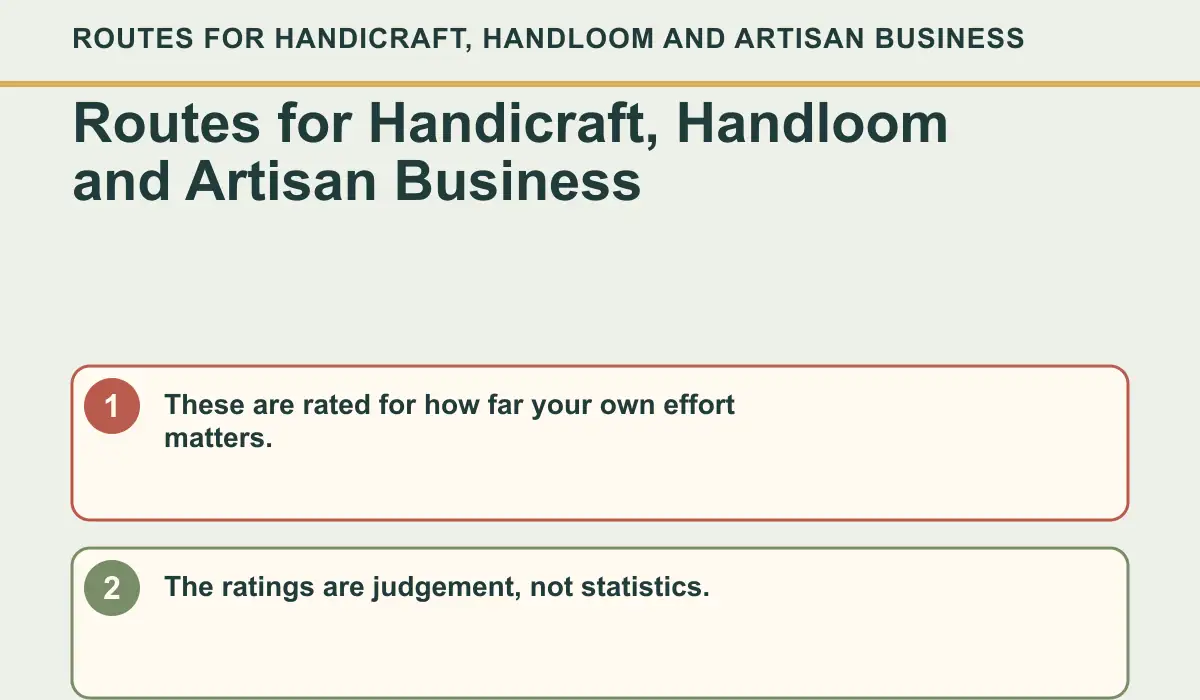 ROUTES FOR HANDICRAFT, HANDLOOM AND ARTISAN BUSINESS
Routes for Handicraft, Handloom
and Artisan Business
1
These are rated for how far your own effort
matters.
2
The ratings are judgement, not statistics.